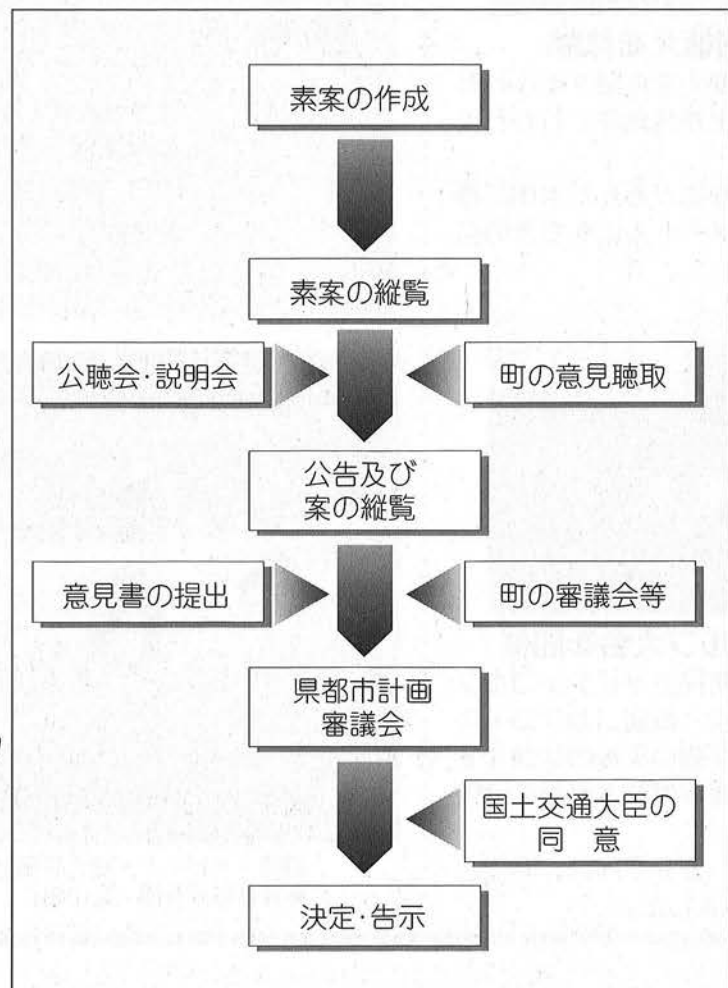 素案の作成
素案の縦覧
公聴会・説明会
町の意見聴取
公告及び
案の縦覧
意見書の提出
町の審議会等
県都市計画
審議会
国土交通大臣の
同　意
決定・告示